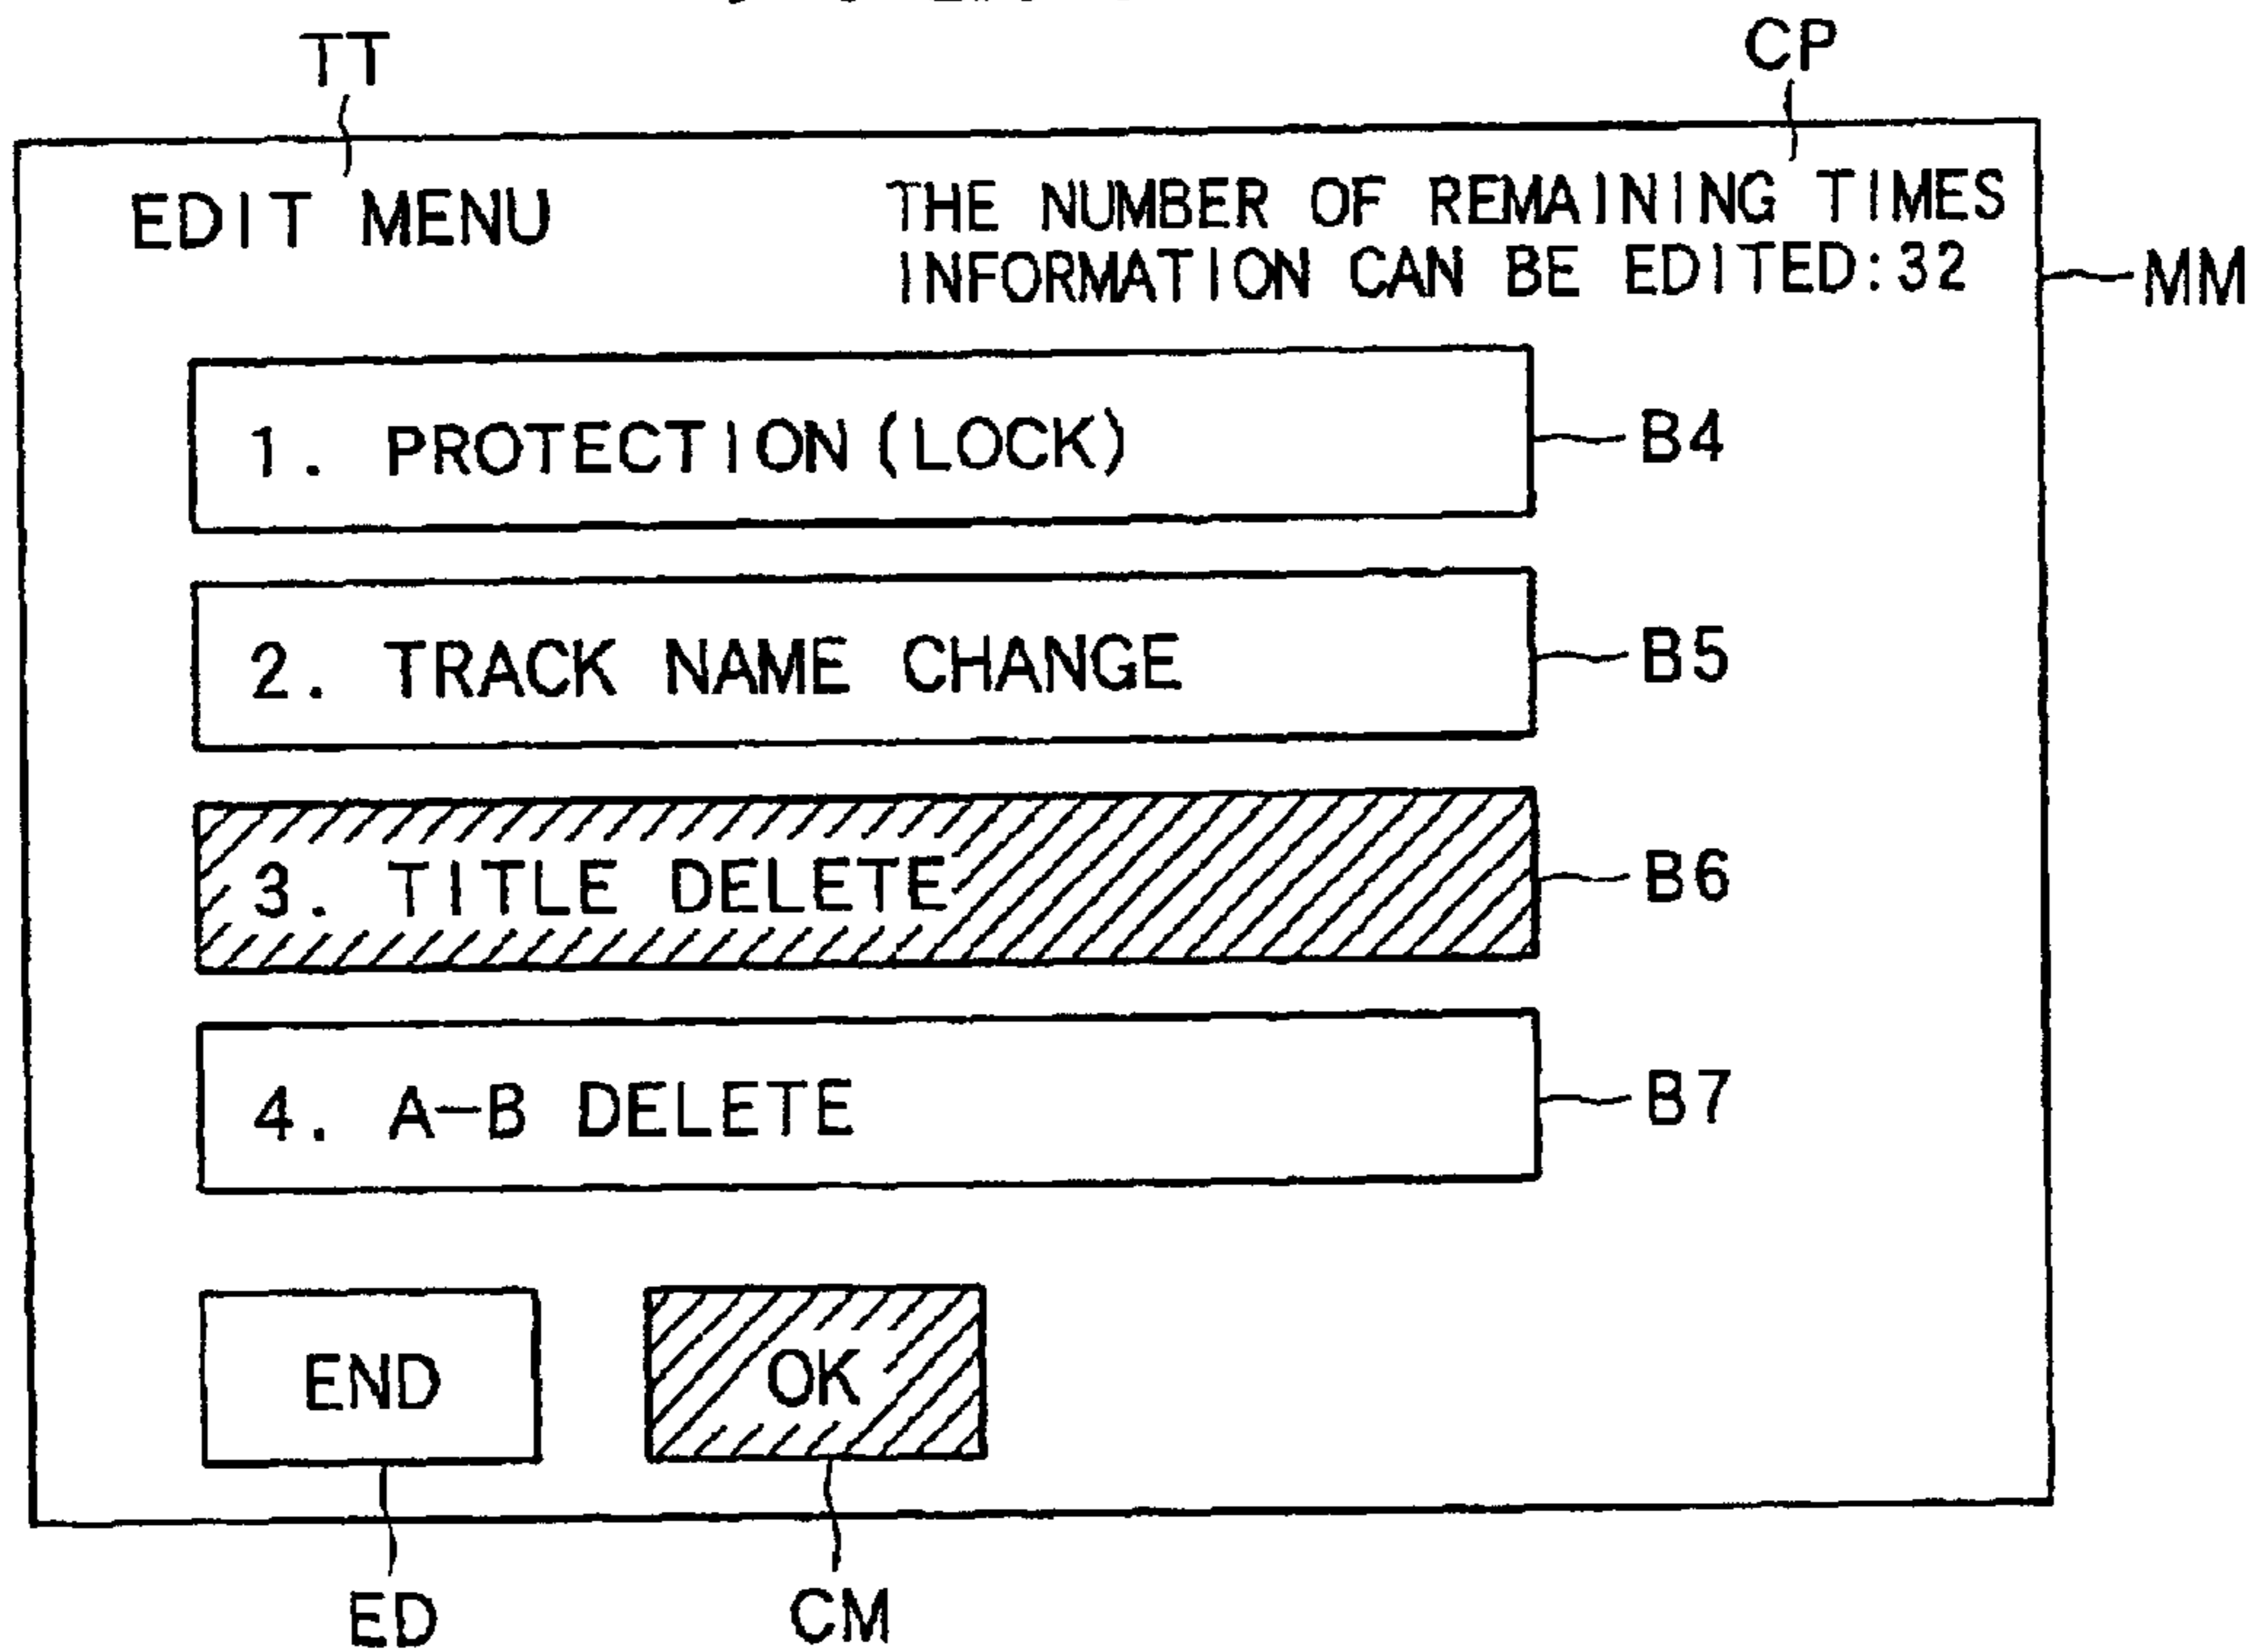 TT
CP
EDIT MENU
THE NUMBER OF REMAINING TIMES
INFORMATION CAN BE EDITED:32
MM
1. PROTECTION(LOCK)
B4
2. TRACK NAME CHANGE
B5
3. TITLE DELETE
B6
4. A-B DELETE
B7
END
OK
ED
CM